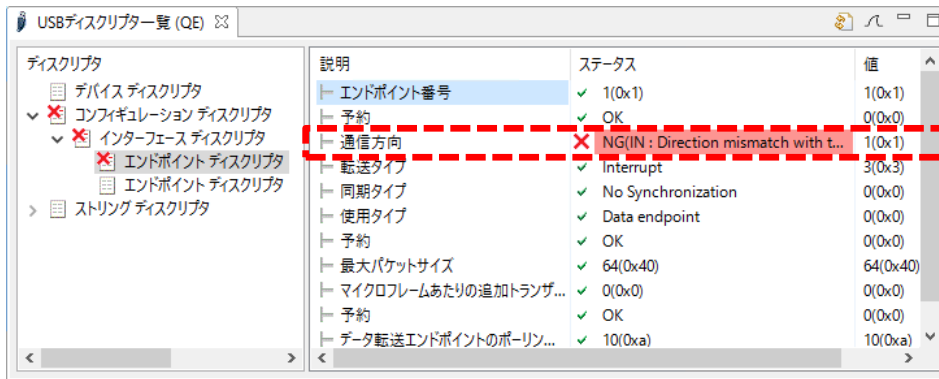 USBディスクリプター覧 (QE)
ディスクリプタ
デバイス ディスクリプタ
コンフィギュレーション ディスクリプタ
インターフェース ディスクリプタ
エンドポイント ディスクリプタ
エンドポイント ディスクリプタ
ストリング ディスクリプタ
説明 ステータス 値
エンドポイント番号 1(0x1) 1(0x1)
予約 OK 0(0x0)
通信方向 NG(IN : Direction mismatch with t... 1(0x1)
転送タイプ Interrupt 3(0x3)
同期タイプ No Synchronization 0(0x0)
使用タイプ Data endpoint 0(0x0)
予約 OK 0(0x0)
最大パケットサイズ 64(0x40) 64(0x40)
マイクロフレームあたりの追加トランザ... 0(0x0) 0(0x0)
予約 OK 0(0x0)
データ転送エンドポイントのポーリン... 10(0xa) 10(0xa)